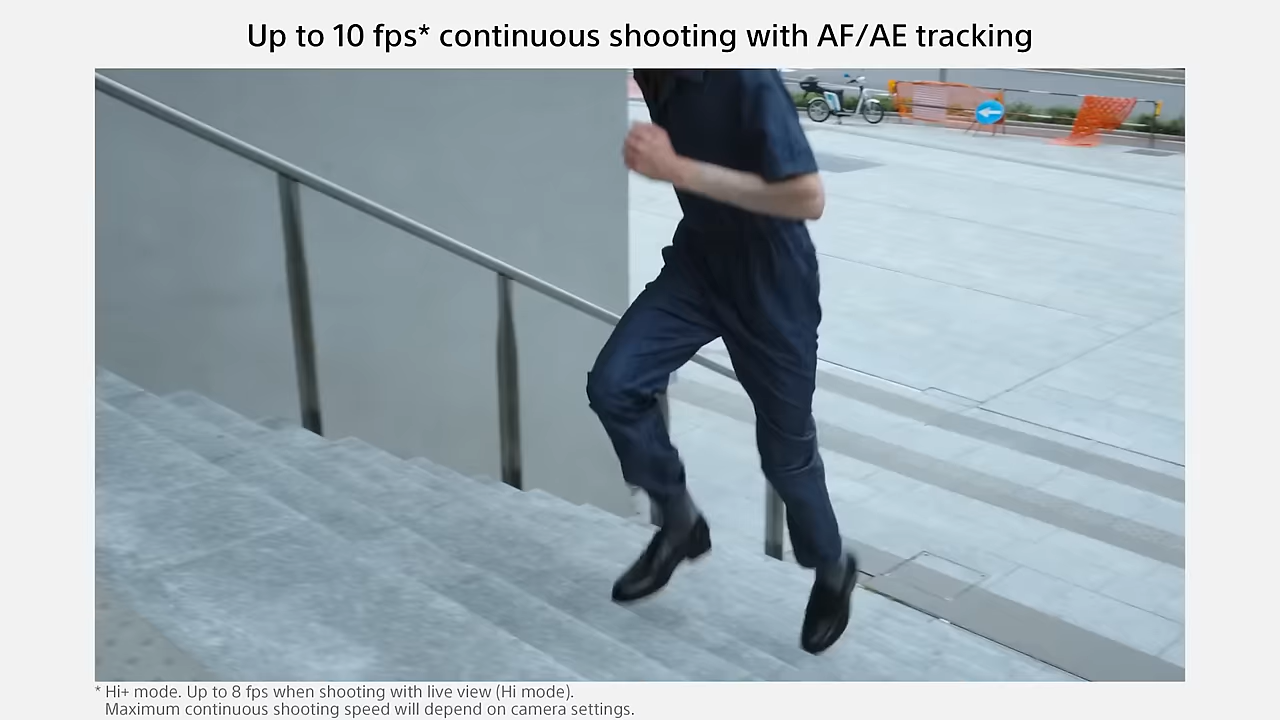 Up to 10 fps* continuous shooting with AF/AE tracking
* Hi+ mode. Up to 8 fps when shooting with live view (Hi mode).
Maximum continuous shooting speed will depend on camera settings.